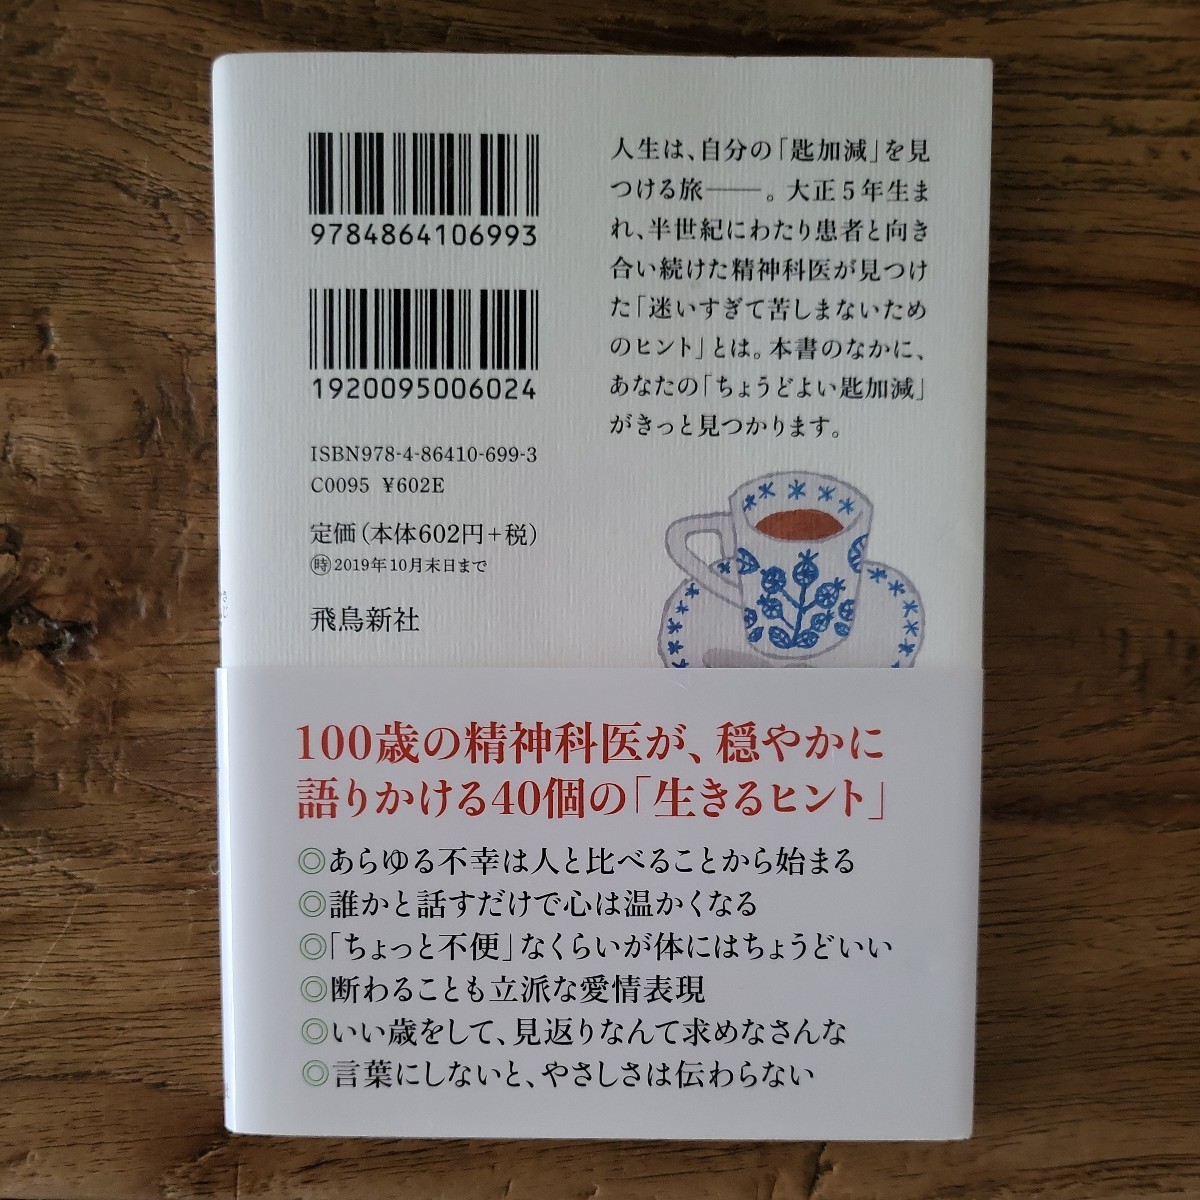 9784864106993
1920095006024
ISBN978-4-86410-699-3
C0095 ¥602E
定価(本体602円+税)
時2019年10月末日まで
飛鳥新社
人生は、自分の「匙加減」を見
つける旅──。大正5年生ま
れ、半世紀にわたり患者と向き
合い続けた精神科医が見つけ
た「迷いすぎて苦しまないため
のヒント」とは。本書のなかに、
あなたの「ちょうどよい匙加減」
がきっと見つかります。
100歳の精神科医が、穏やかに
語りかける40個の「生きるヒント」
◎あらゆる不幸は人と比べることから始まる
◎誰かと話すだけで心は温かくなる
◎「ちょっと不便」なくらいが体にはちょうどいい
◎断わることも立派な愛情表現
◎いい歳をして、見返りなんて求めなさんな
◎言葉にしないと、やさしさは伝わらない